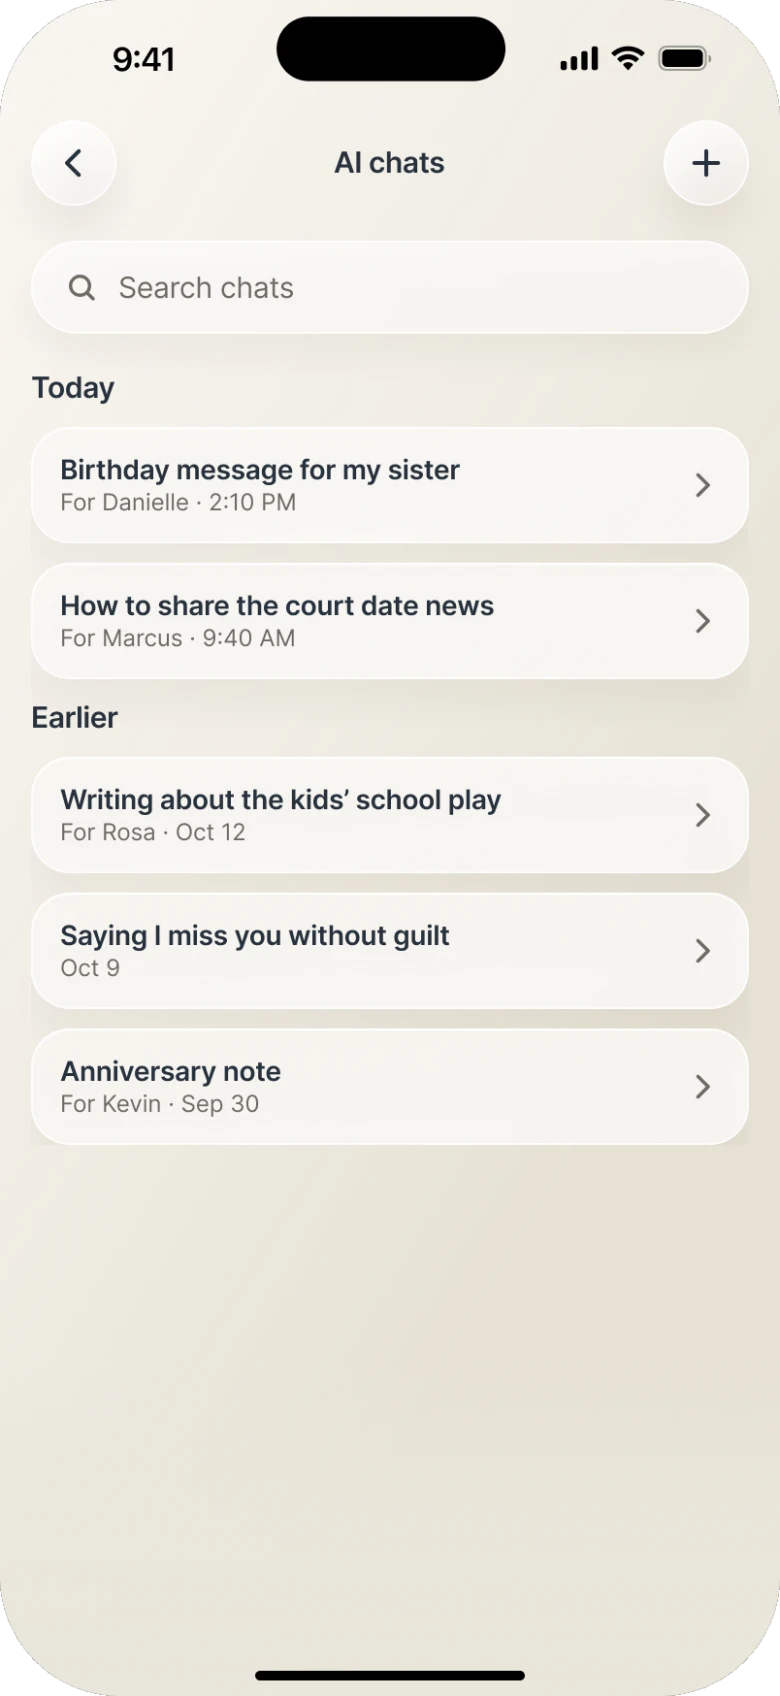 9:41
AI chats
Search chats
Today
Birthday message for my sister
For Danielle · 2:10 PM
How to share the court date news
For Marcus · 9:40 AM
Earlier
Writing about the kids’ school play
For Rosa · Oct 12
Saying I miss you without guilt
Oct 9
Anniversary note
For Kevin · Sep 30